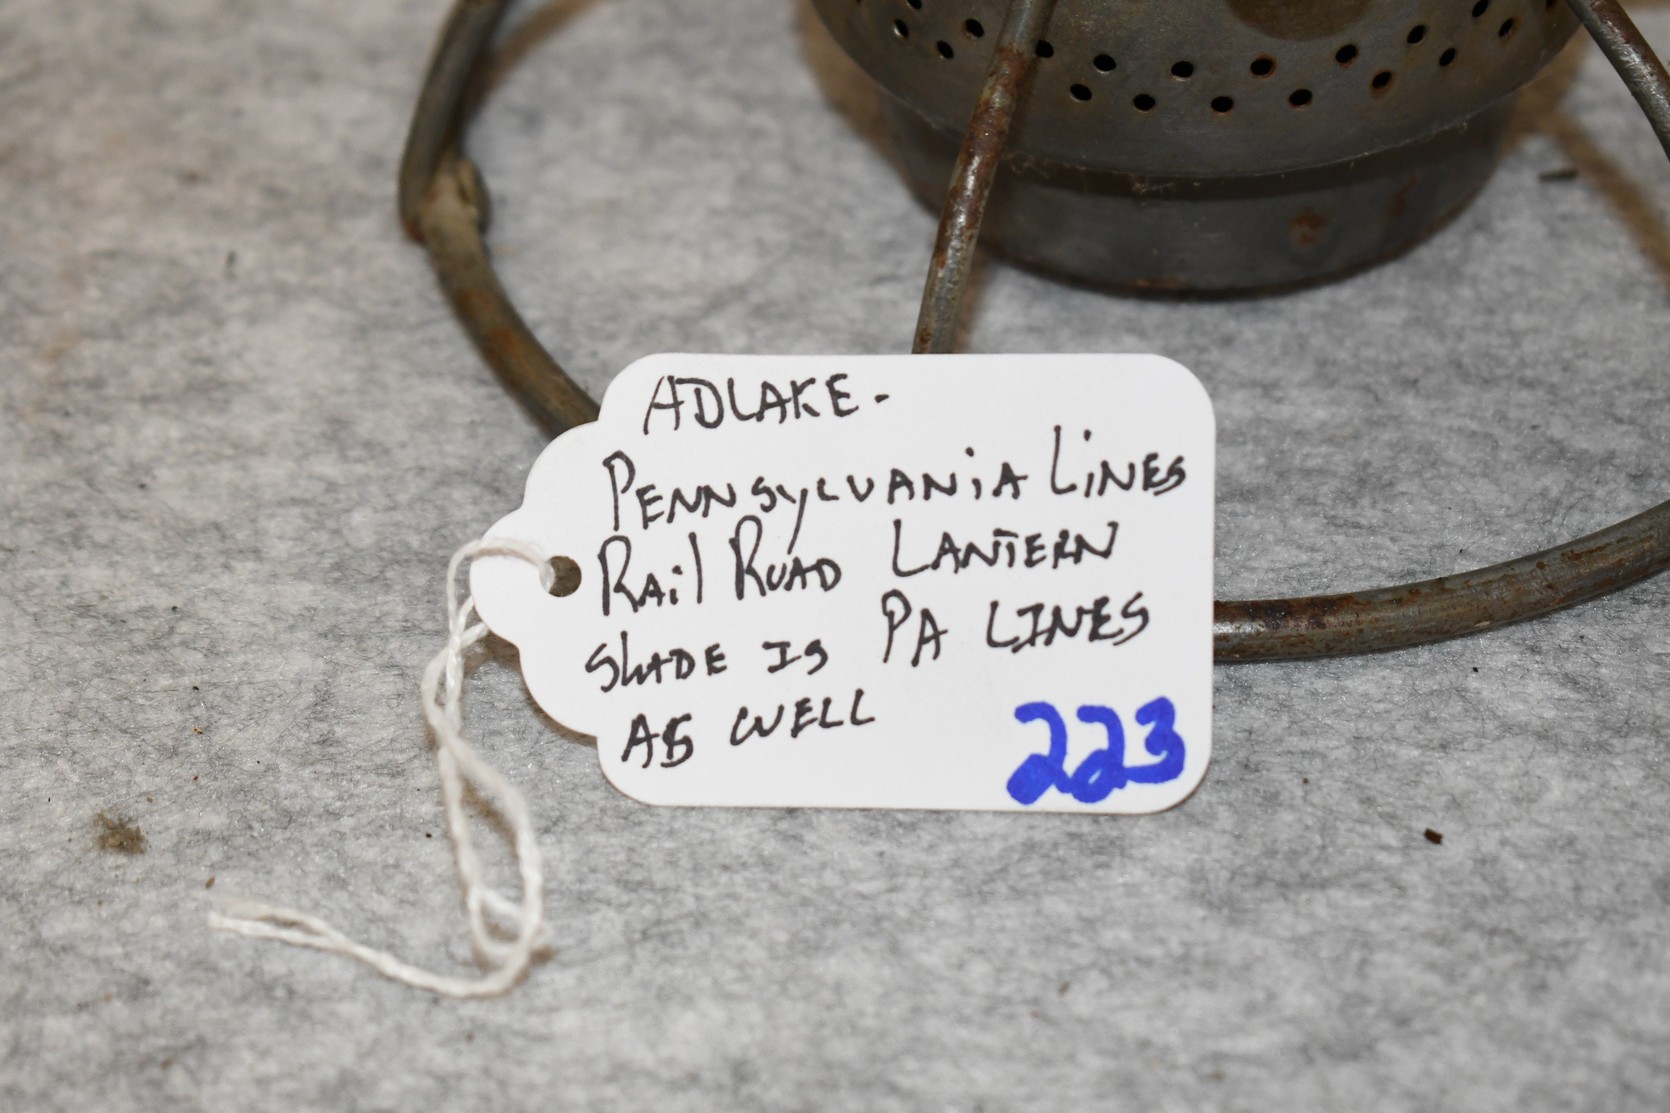 ADLAKE-
PENNSYLVANiA LiNES
RAil ROAD LANTERN
SHADE IS PA LINES
AS WELL
223